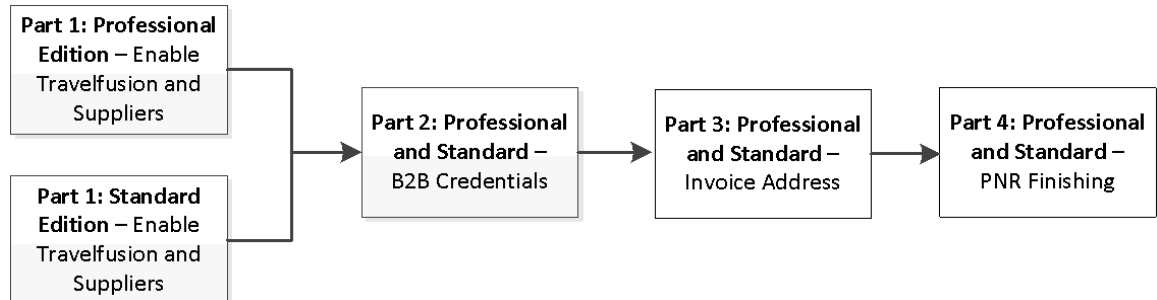 Part 1: Professional
Edition – Enable
Travelfusion and
Suppliers
Part 1: Standard
Edition – Enable
Travelfusion and
Suppliers
Part 2: Professional
and Standard –
B2B Credentials
Part 3: Professional
and Standard –
Invoice Address
Part 4: Professional
and Standard –
PNR Finishing